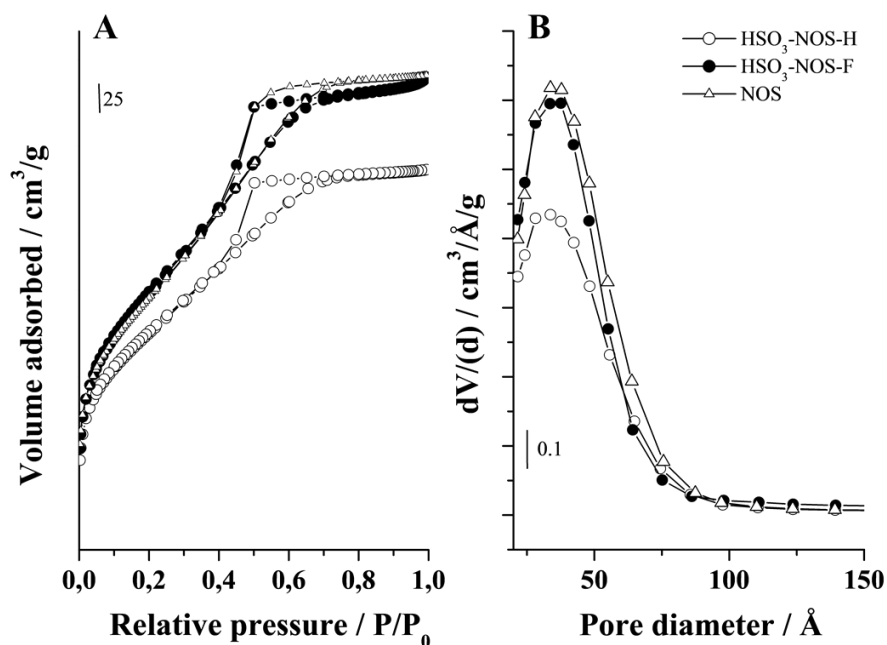 A
25
Volume adsorbed / cm³/g
0,0 0,2 0,4 0,6 0,8 1,0
Relative pressure / P/P₀
B
HSO₃-NOS-H
HSO₃-NOS-F
NOS
dV/(d) / cm³/Å/g
0.1
50 100 150
Pore diameter / Å